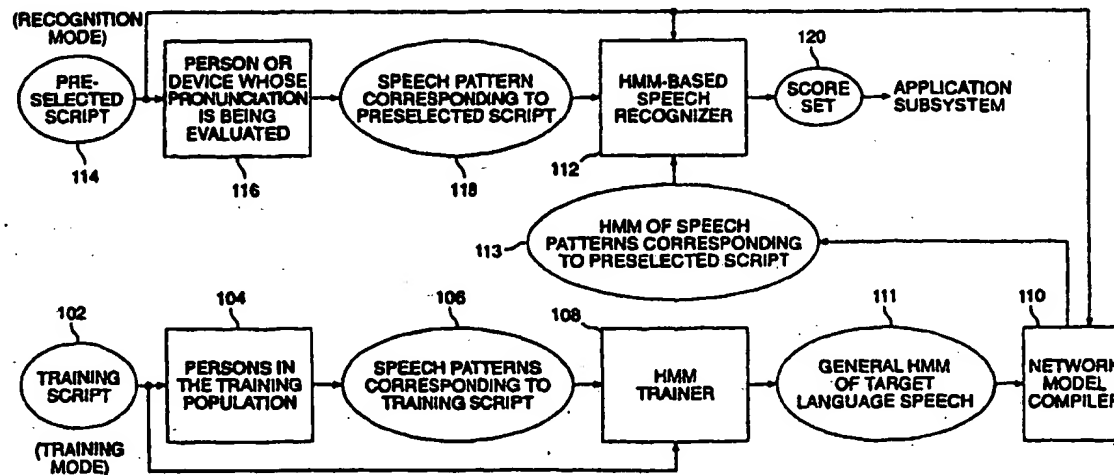 (RECOGNITION
MODE)
PRE-
SELECTED
SCRIPT
114
PERSON OR
DEVICE WHOSE
PRONUNCIATION
IS BEING
EVALUATED
116
SPEECH PATTERN
CORRESPONDING TO
PRESELECTED SCRIPT
118
HMM-BASED
SPEECH
RECOGNIZER
112
120
SCORE
SET
APPLICATION
SUBSYSTEM
HMM OF SPEECH
PATTERNS CORRESPONDING
TO PRESELECTED SCRIPT
113
102
TRAINING
SCRIPT
(TRAINING
MODE)
104
PERSONS IN
THE TRAINING
POPULATION
106
SPEECH PATTERNS
CORRESPONDING TO
TRAINING SCRIPT
108
HMM
TRAINER
111
GENERAL HMM
OF TARGET
LANGUAGE SPEECH
110
NETWORK
MODEL
COMPILER